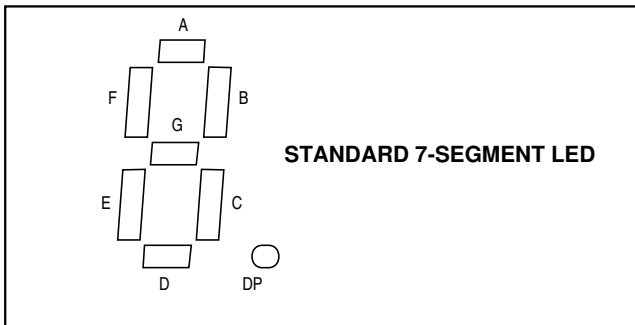 A
F B
G
STANDARD 7-SEGMENT LED
E C
D DP